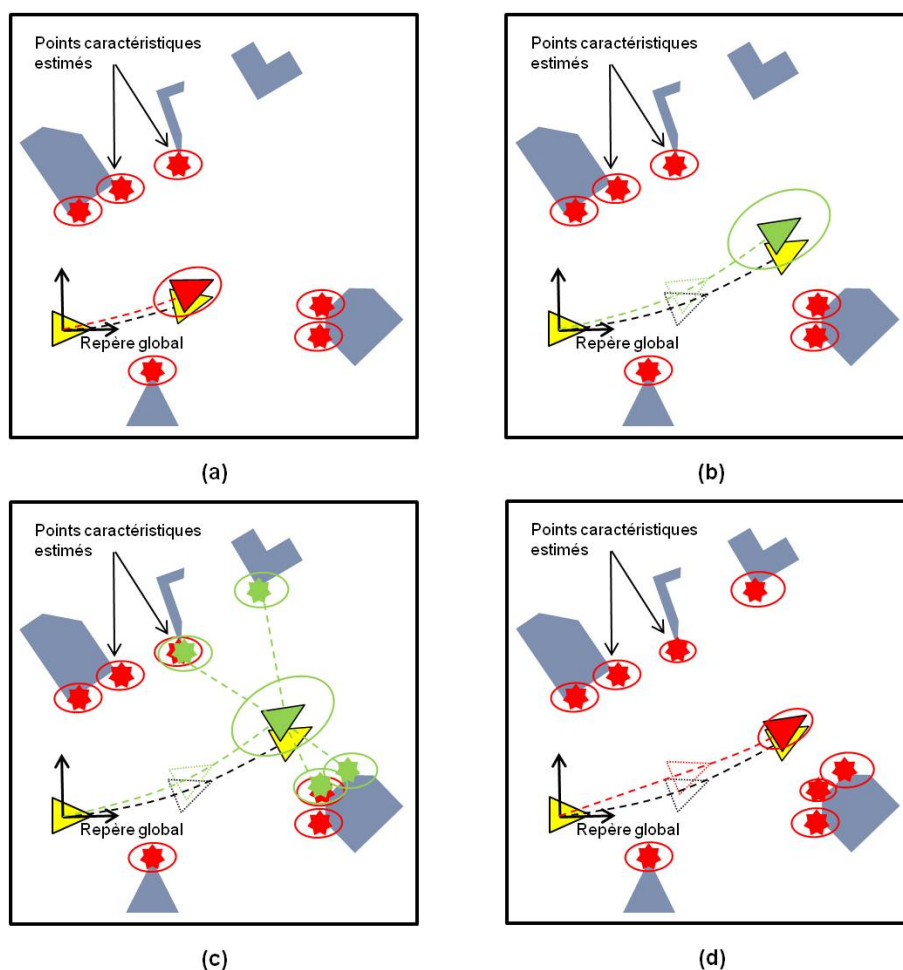 Points caractéristiques
estimés
Repère global
(a)
Points caractéristiques
estimés
Repère global
(b)
Points caractéristiques
estimés
Repère global
(c)
Points caractéristiques
estimés
Repère global
(d)